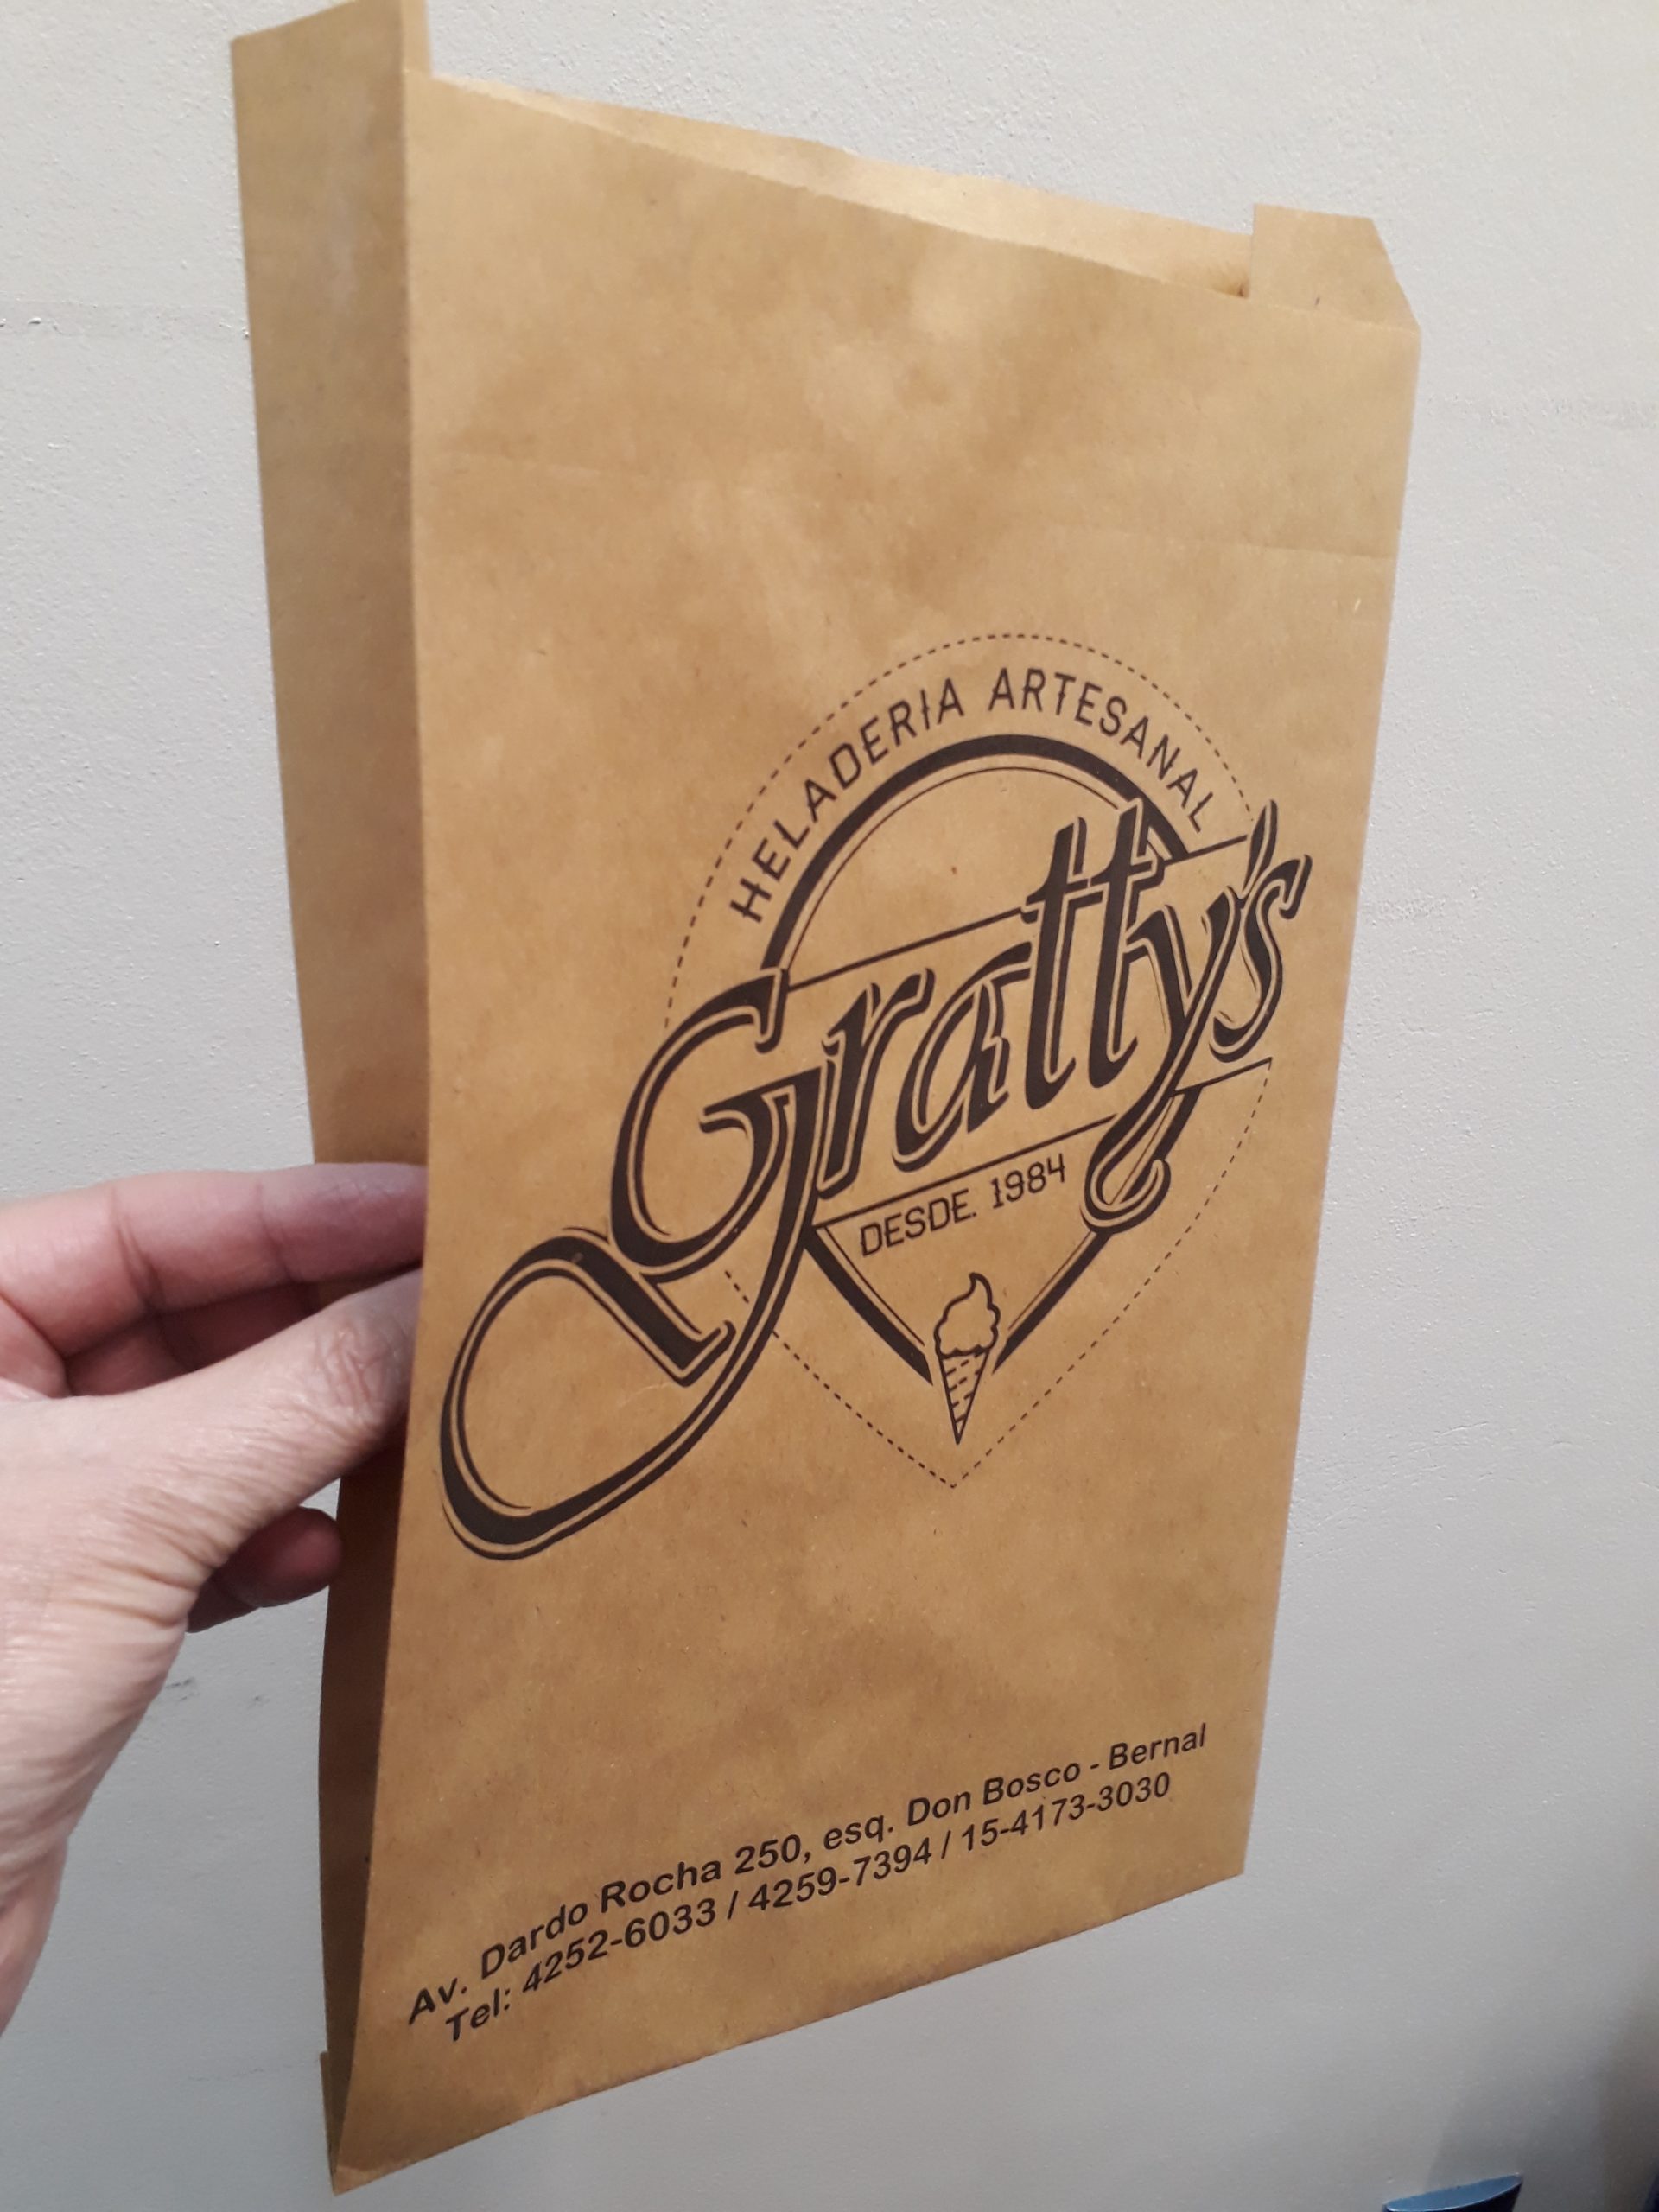 HELADERIA ARTESANAL
Gratty's
DESDE. 1984
Av. Dardo Rocha 250, esq. Don Bosco - Bernal
Tel: 4252-6033 / 4259-7394 / 15-4173-3030